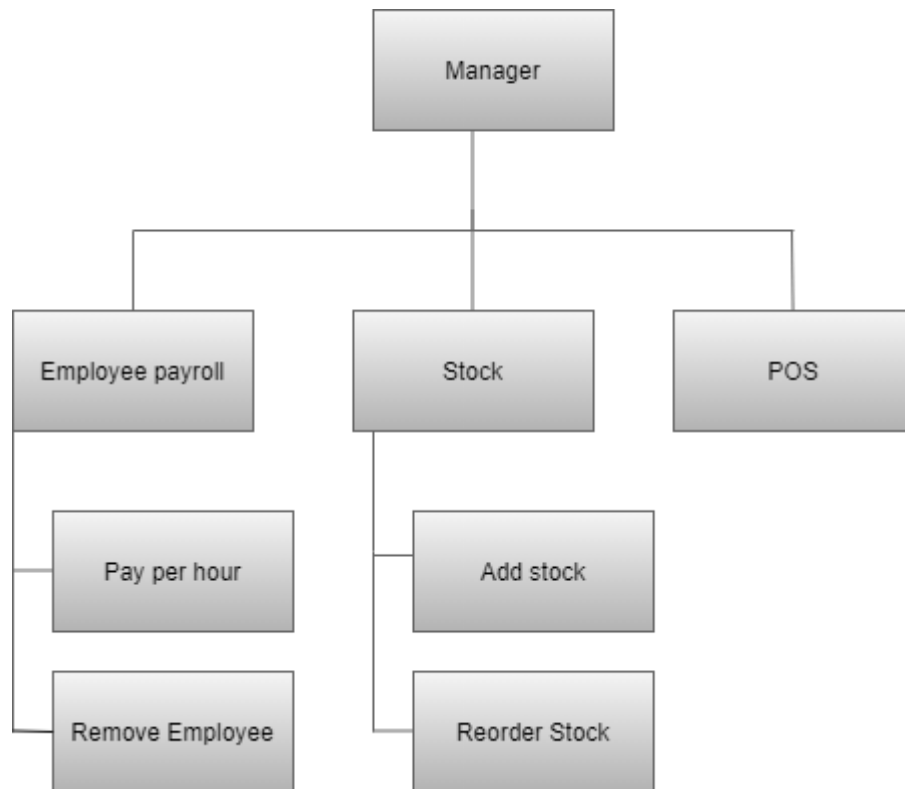 Manager
Employee payroll
Stock
POS
Pay per hour
Add stock
Remove Employee
Reorder Stock